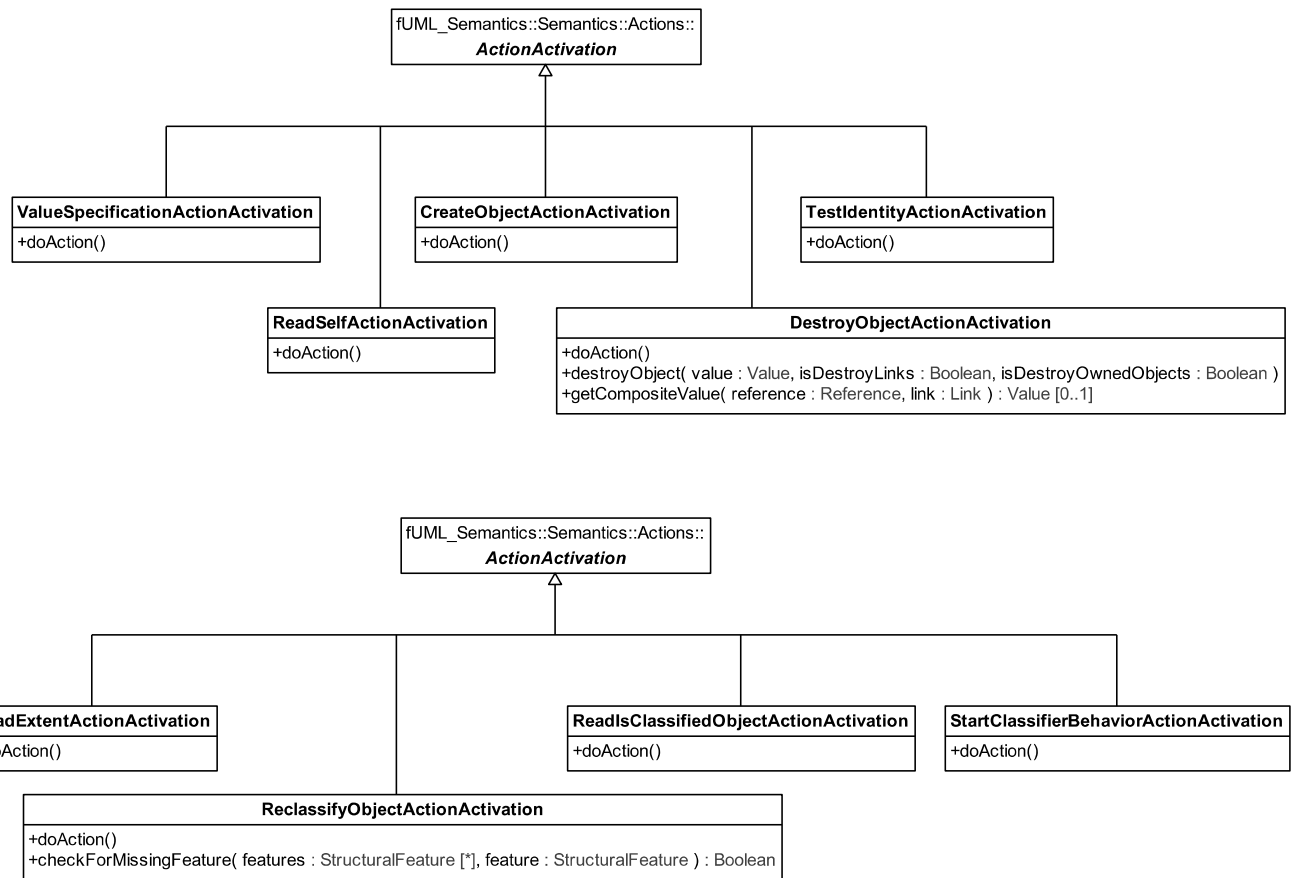 fUML_Semantics::Semantics::Actions::
ActionActivation
ValueSpecificationActionActivation
+doAction()
CreateObjectActionActivation
+doAction()
TestIdentityActionActivation
+doAction()
ReadSelfActionActivation
+doAction()
DestroyObjectActionActivation
+doAction()
+destroyObject( value : Value, isDestroyLinks : Boolean, isDestroyOwnedObjects : Boolean )
+getCompositeValue( reference : Reference, link : Link ) : Value [0..1]
fUML_Semantics::Semantics::Actions::
ActionActivation
adExtentActionActivation
Action()
ReadIsClassifiedObjectActionActivation
+doAction()
StartClassifierBehaviorActionActivation
+doAction()
ReclassifyObjectActionActivation
+doAction()
+checkForMissingFeature( features : StructuralFeature [*], feature : StructuralFeature ) : Boolean